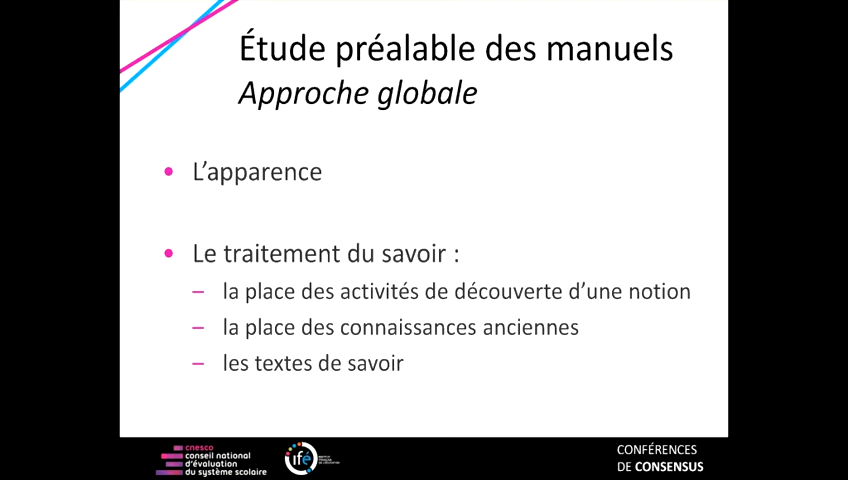 Étude préalable des manuels
Approche globale
• L'apparence
• Le traitement du savoir :
– la place des activités de découverte d'une notion
– la place des connaissances anciennes
– les textes de savoir
cnesco
conseil national
d'évaluation
du système scolaire
ifé
CONFÉRENCES
DE CONSENSUS